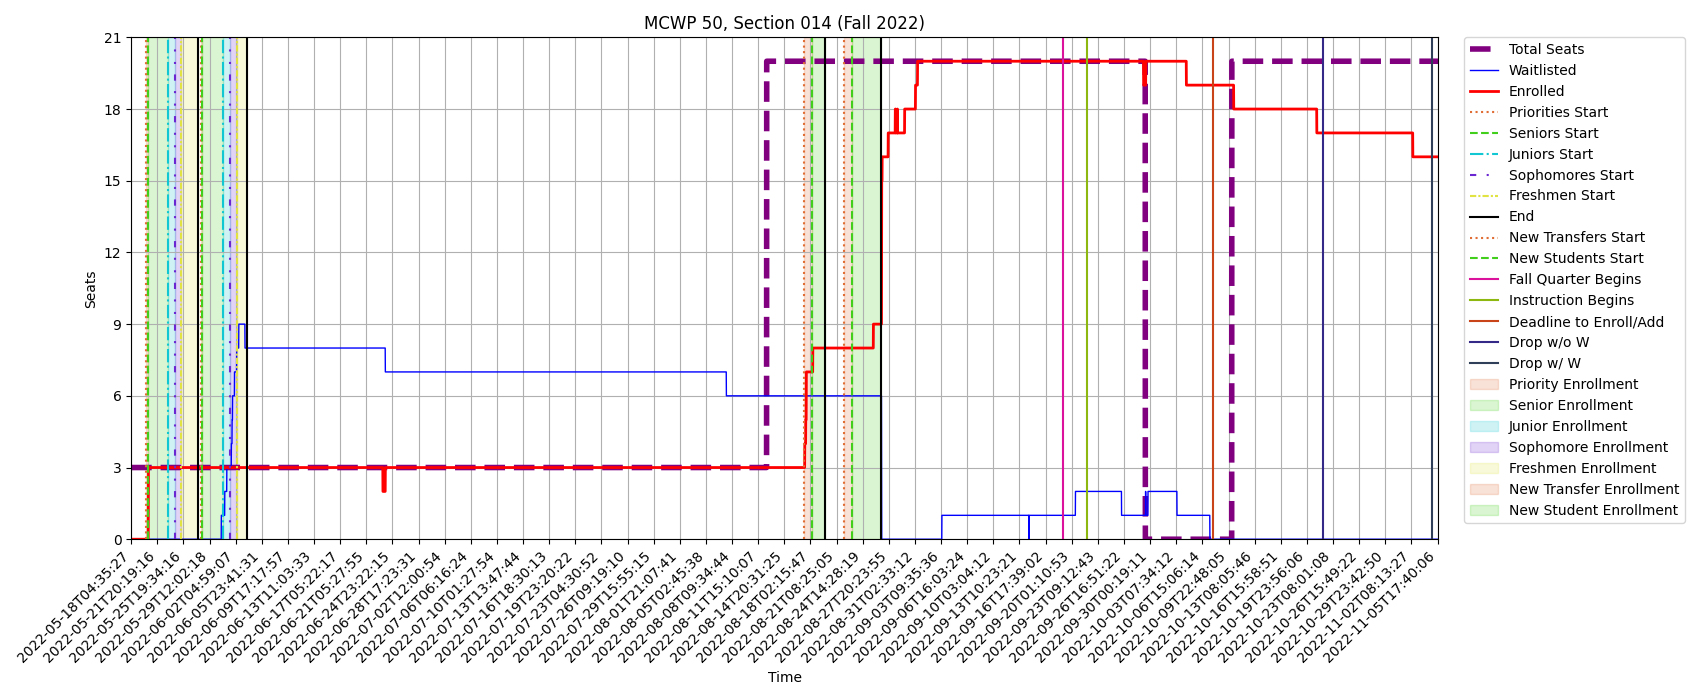 MCWP 50, Section 014 (Fall 2022)
21
18
15
12
9
6
3
0
Seats
2022-05-18T04:35:27
2022-05-21T20:19:16
2022-05-25T19:34:16
2022-05-29T12:02:18
2022-06-02T04:59:07
2022-06-05T23:41:31
2022-06-09T17:17:57
2022-06-13T11:03:33
2022-06-17T05:22:17
2022-06-21T05:27:55
2022-06-24T23:22:15
2022-06-28T17:23:31
2022-07-02T12:00:54
2022-07-06T06:16:24
2022-07-10T01:27:54
2022-07-13T13:47:44
2022-07-16T18:30:13
2022-07-19T23:20:22
2022-07-23T04:30:52
2022-07-26T09:19:10
2022-07-29T15:55:15
2022-08-01T21:07:41
2022-08-05T02:45:38
2022-08-08T09:34:44
2022-08-11T15:10:07
2022-08-14T20:31:25
2022-08-18T02:15:47
2022-08-21T08:25:05
2022-08-24T14:28:19
2022-08-27T20:23:55
2022-08-31T02:33:12
2022-09-03T09:35:36
2022-09-06T16:03:24
2022-09-10T03:04:12
2022-09-13T10:23:21
2022-09-16T17:39:02
2022-09-20T01:10:53
2022-09-23T09:12:43
2022-09-26T16:51:22
2022-09-30T00:19:11
2022-10-03T07:34:12
2022-10-06T15:06:14
2022-10-09T22:48:05
2022-10-13T08:05:46
2022-10-16T15:58:51
2022-10-19T23:56:06
2022-10-23T08:01:08
2022-10-26T15:49:22
2022-10-29T23:42:50
2022-11-02T08:13:27
2022-11-05T17:40:06
Time
Total Seats
Waitlisted
Enrolled
Priorities Start
Seniors Start
Juniors Start
Sophomores Start
Freshmen Start
End
New Transfers Start
New Students Start
Fall Quarter Begins
Instruction Begins
Deadline to Enroll/Add
Drop w/o W
Drop w/ W
Priority Enrollment
Senior Enrollment
Junior Enrollment
Sophomore Enrollment
Freshmen Enrollment
New Transfer Enrollment
New Student Enrollment